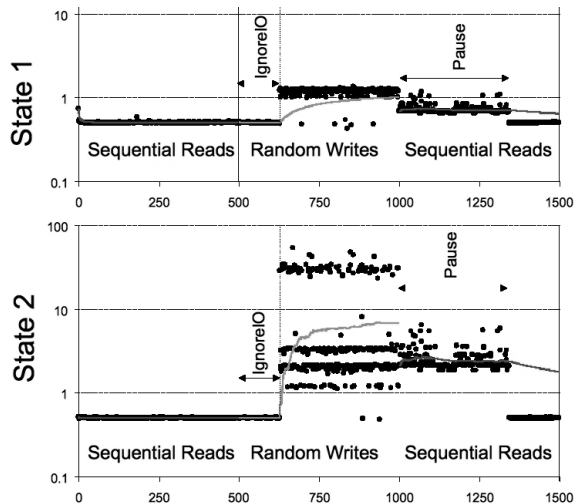 State 1
10
1
0.1
IgnoreIO
Pause
Sequential Reads Random Writes Sequential Reads
0 250 500 750 1000 1250 1500
State 2
100
10
1
0.1
IgnoreIO
Pause
Sequential Reads Random Writes Sequential Reads
0 250 500 750 1000 1250 1500